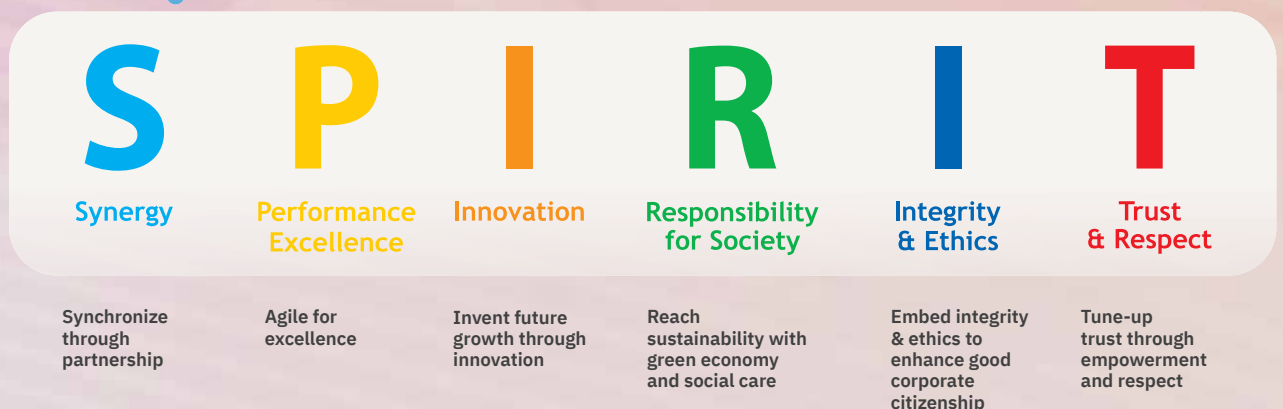 S P I R I T
Synergy
Performance
Excellence
Innovation
Responsibility
for Society
Integrity
& Ethics
Trust
& Respect
Synchronize
through
partnership
Agile for
excellence
Invent future
growth through
innovation
Reach
sustainability with
green economy
and social care
Embed integrity
& ethics to
enhance good
corporate
citizenship
Tune-up
trust through
empowerment
and respect